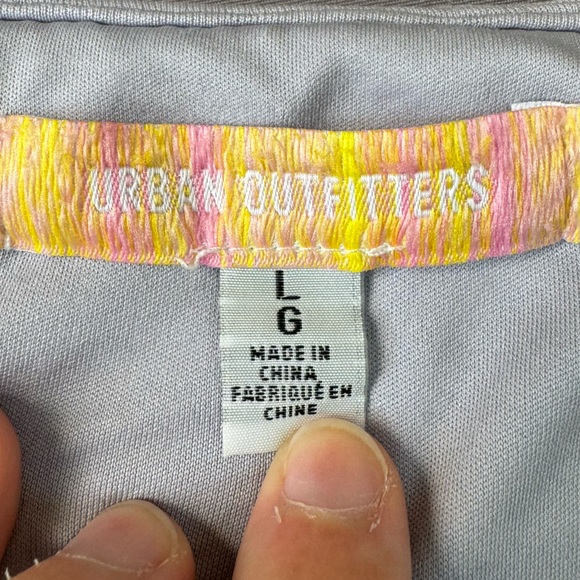 URBAN OUTFITTERS
L
G
MADE IN
CHINA
FABRIQUÉ EN
CHINE